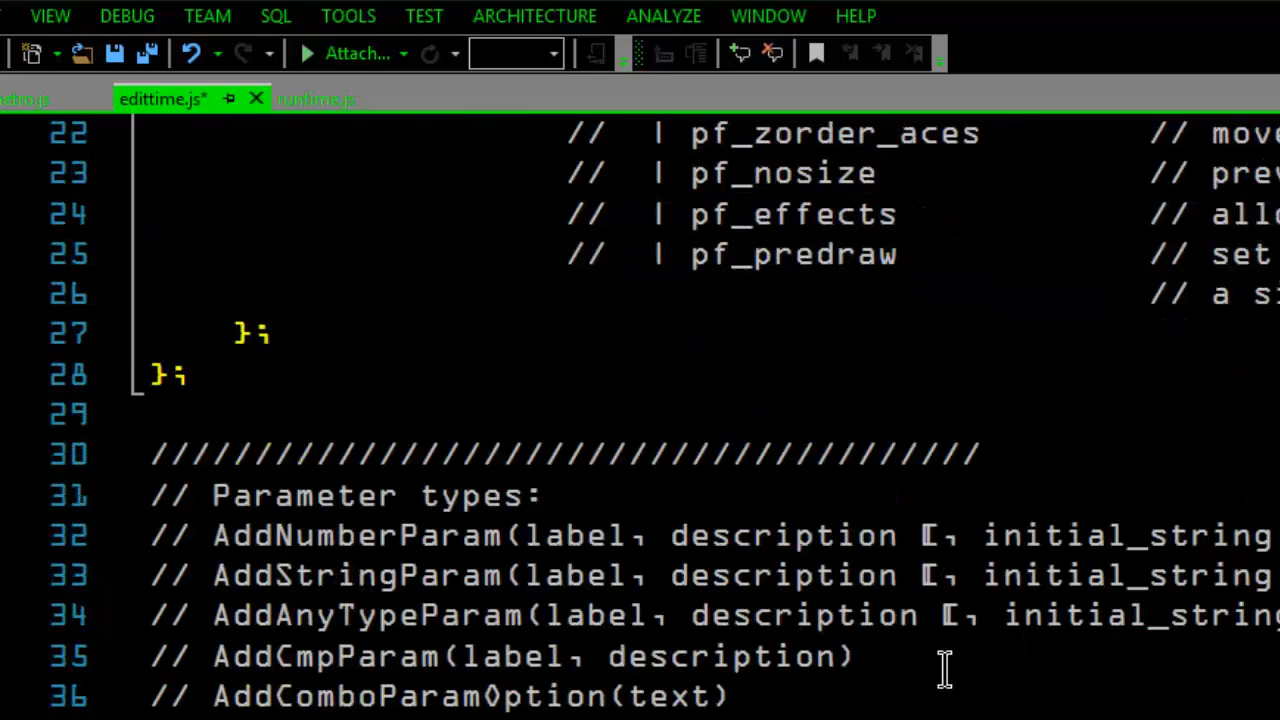 VIEW DEBUG TEAM SQL TOOLS TEST ARCHITECTURE ANALYZE WINDOW HELP
Attach...
edittime.js* runtime.js
22 // | pf_zorder_aces // move
23 // | pf_nosize // prev
24 // | pf_effects // allo
25 // | pf_predraw // set
26 // a si
27 };
28 };
29
30 ////////////////////////////////////////
31 // Parameter types:
32 // AddNumberParam(label, description [, initial_string
33 // AddStringParam(label, description [, initial_string
34 // AddAnyTypeParam(label, description [, initial_string
35 // AddCmpParam(label, description)
36 // AddComboParamOption(text)